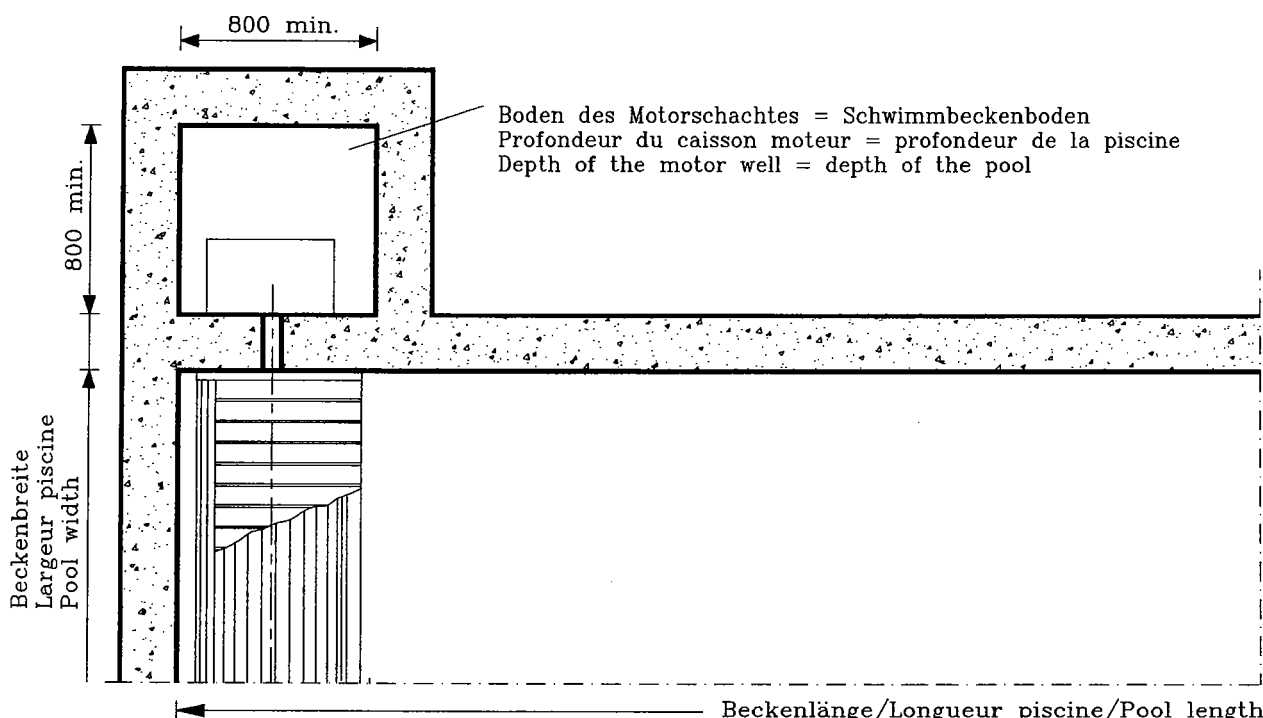 800 min.
Boden des Motorschachtes = Schwimmbeckenboden
Profondeur du caisson moteur = profondeur de la piscine
Depth of the motor well = depth of the pool
800 min.
Beckenbreite
Largeur piscine
Pool width
Beckenlänge/Longueur piscine/Pool length